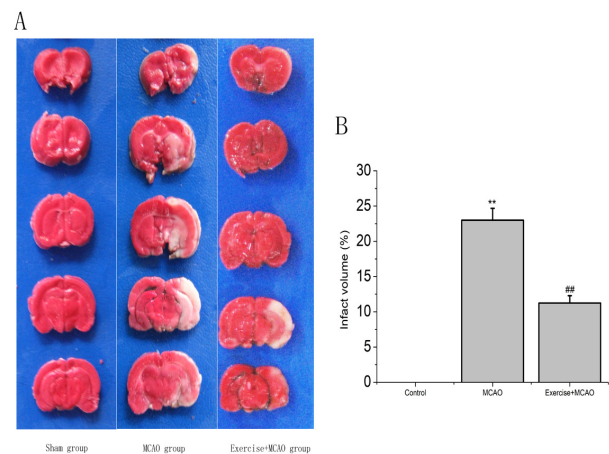 A
Sham group
MCAO group
Exercise+MCAO group
B
Infact volume (%)
30
25
20
15
10
5
0
**
##
Control
MCAO
Exercise+MCAO